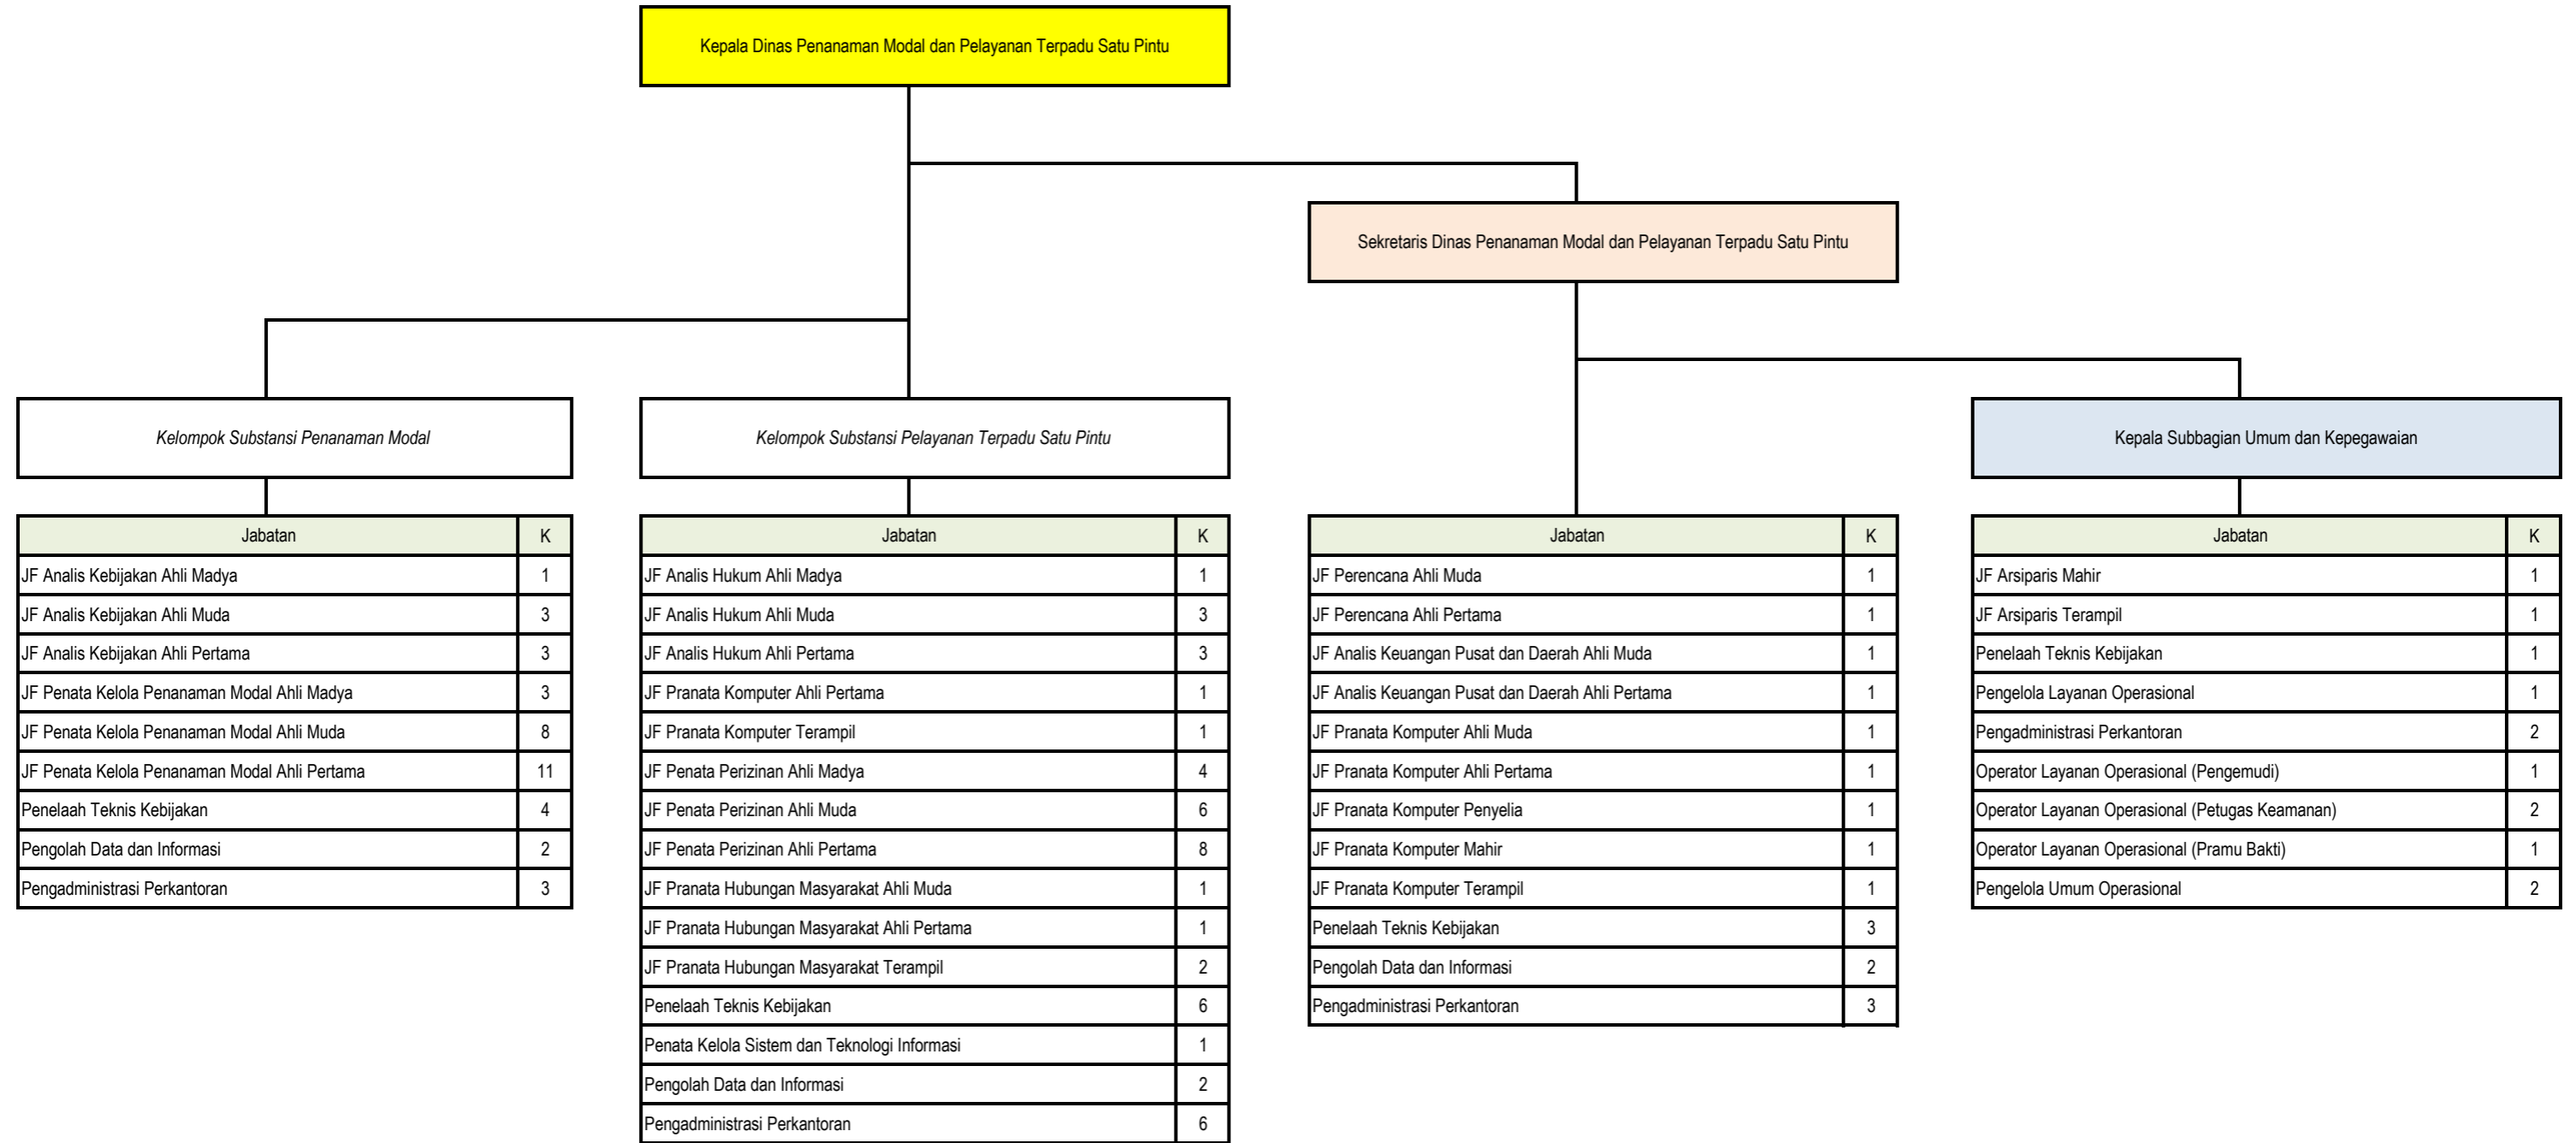 Kepala Dinas Penanaman Modal dan Pelayanan Terpadu Satu Pintu
Sekretaris Dinas Penanaman Modal dan Pelayanan Terpadu Satu Pintu
Kelompok Substansi Penanaman Modal
Kelompok Substansi Pelayanan Terpadu Satu Pintu
Kepala Subbagian Umum dan Kepegawaian
Jabatan K
JF Analis Kebijakan Ahli Madya 1
JF Analis Kebijakan Ahli Muda 3
JF Analis Kebijakan Ahli Pertama 3
JF Penata Kelola Penanaman Modal Ahli Madya 3
JF Penata Kelola Penanaman Modal Ahli Muda 8
JF Penata Kelola Penanaman Modal Ahli Pertama 11
Penelaah Teknis Kebijakan 4
Pengolah Data dan Informasi 2
Pengadministrasi Perkantoran 3
Jabatan K
JF Analis Hukum Ahli Madya 1
JF Analis Hukum Ahli Muda 3
JF Analis Hukum Ahli Pertama 3
JF Pranata Komputer Ahli Pertama 1
JF Pranata Komputer Terampil 1
JF Penata Perizinan Ahli Madya 4
JF Penata Perizinan Ahli Muda 6
JF Penata Perizinan Ahli Pertama 8
JF Pranata Hubungan Masyarakat Ahli Muda 1
JF Pranata Hubungan Masyarakat Ahli Pertama 1
JF Pranata Hubungan Masyarakat Terampil 2
Penelaah Teknis Kebijakan 6
Penata Kelola Sistem dan Teknologi Informasi 1
Pengolah Data dan Informasi 2
Pengadministrasi Perkantoran 6
Jabatan K
JF Perencana Ahli Muda 1
JF Perencana Ahli Pertama 1
JF Analis Keuangan Pusat dan Daerah Ahli Muda 1
JF Analis Keuangan Pusat dan Daerah Ahli Pertama 1
JF Pranata Komputer Ahli Muda 1
JF Pranata Komputer Ahli Pertama 1
JF Pranata Komputer Penyelia 1
JF Pranata Komputer Mahir 1
JF Pranata Komputer Terampil 1
Penelaah Teknis Kebijakan 3
Pengolah Data dan Informasi 2
Pengadministrasi Perkantoran 3
Jabatan K
JF Arsiparis Mahir 1
JF Arsiparis Terampil 1
Penelaah Teknis Kebijakan 1
Pengelola Layanan Operasional 1
Pengadministrasi Perkantoran 2
Operator Layanan Operasional (Pengemudi) 1
Operator Layanan Operasional (Petugas Keamanan) 2
Operator Layanan Operasional (Pramu Bakti) 1
Pengelola Umum Operasional 2